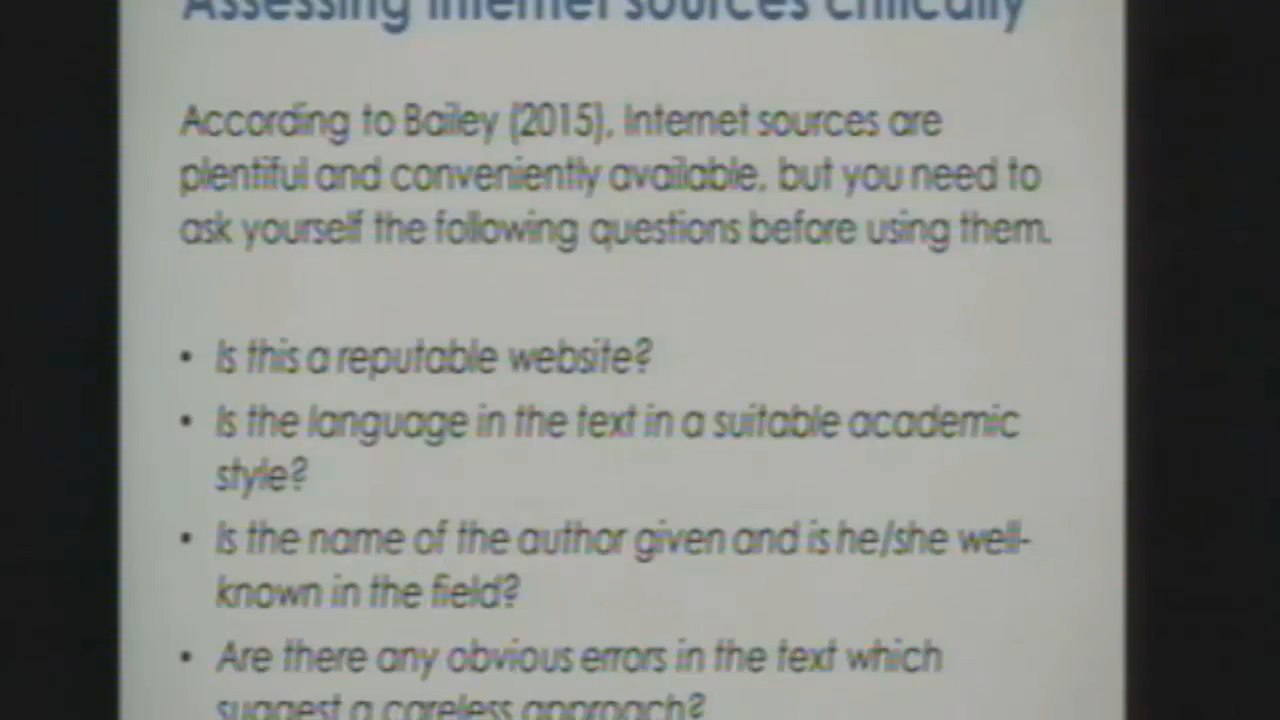 Assessing Internet sources critically
According to Bailey (2015), Internet sources are
plentiful and conveniently available, but you need to
ask yourself the following questions before using them.
• Is this a reputable website?
• Is the language in the text in a suitable academic
style?
• Is the name of the author given and is he/she well-
known in the field?
• Are there any obvious errors in the text which
suggest a careless approach?